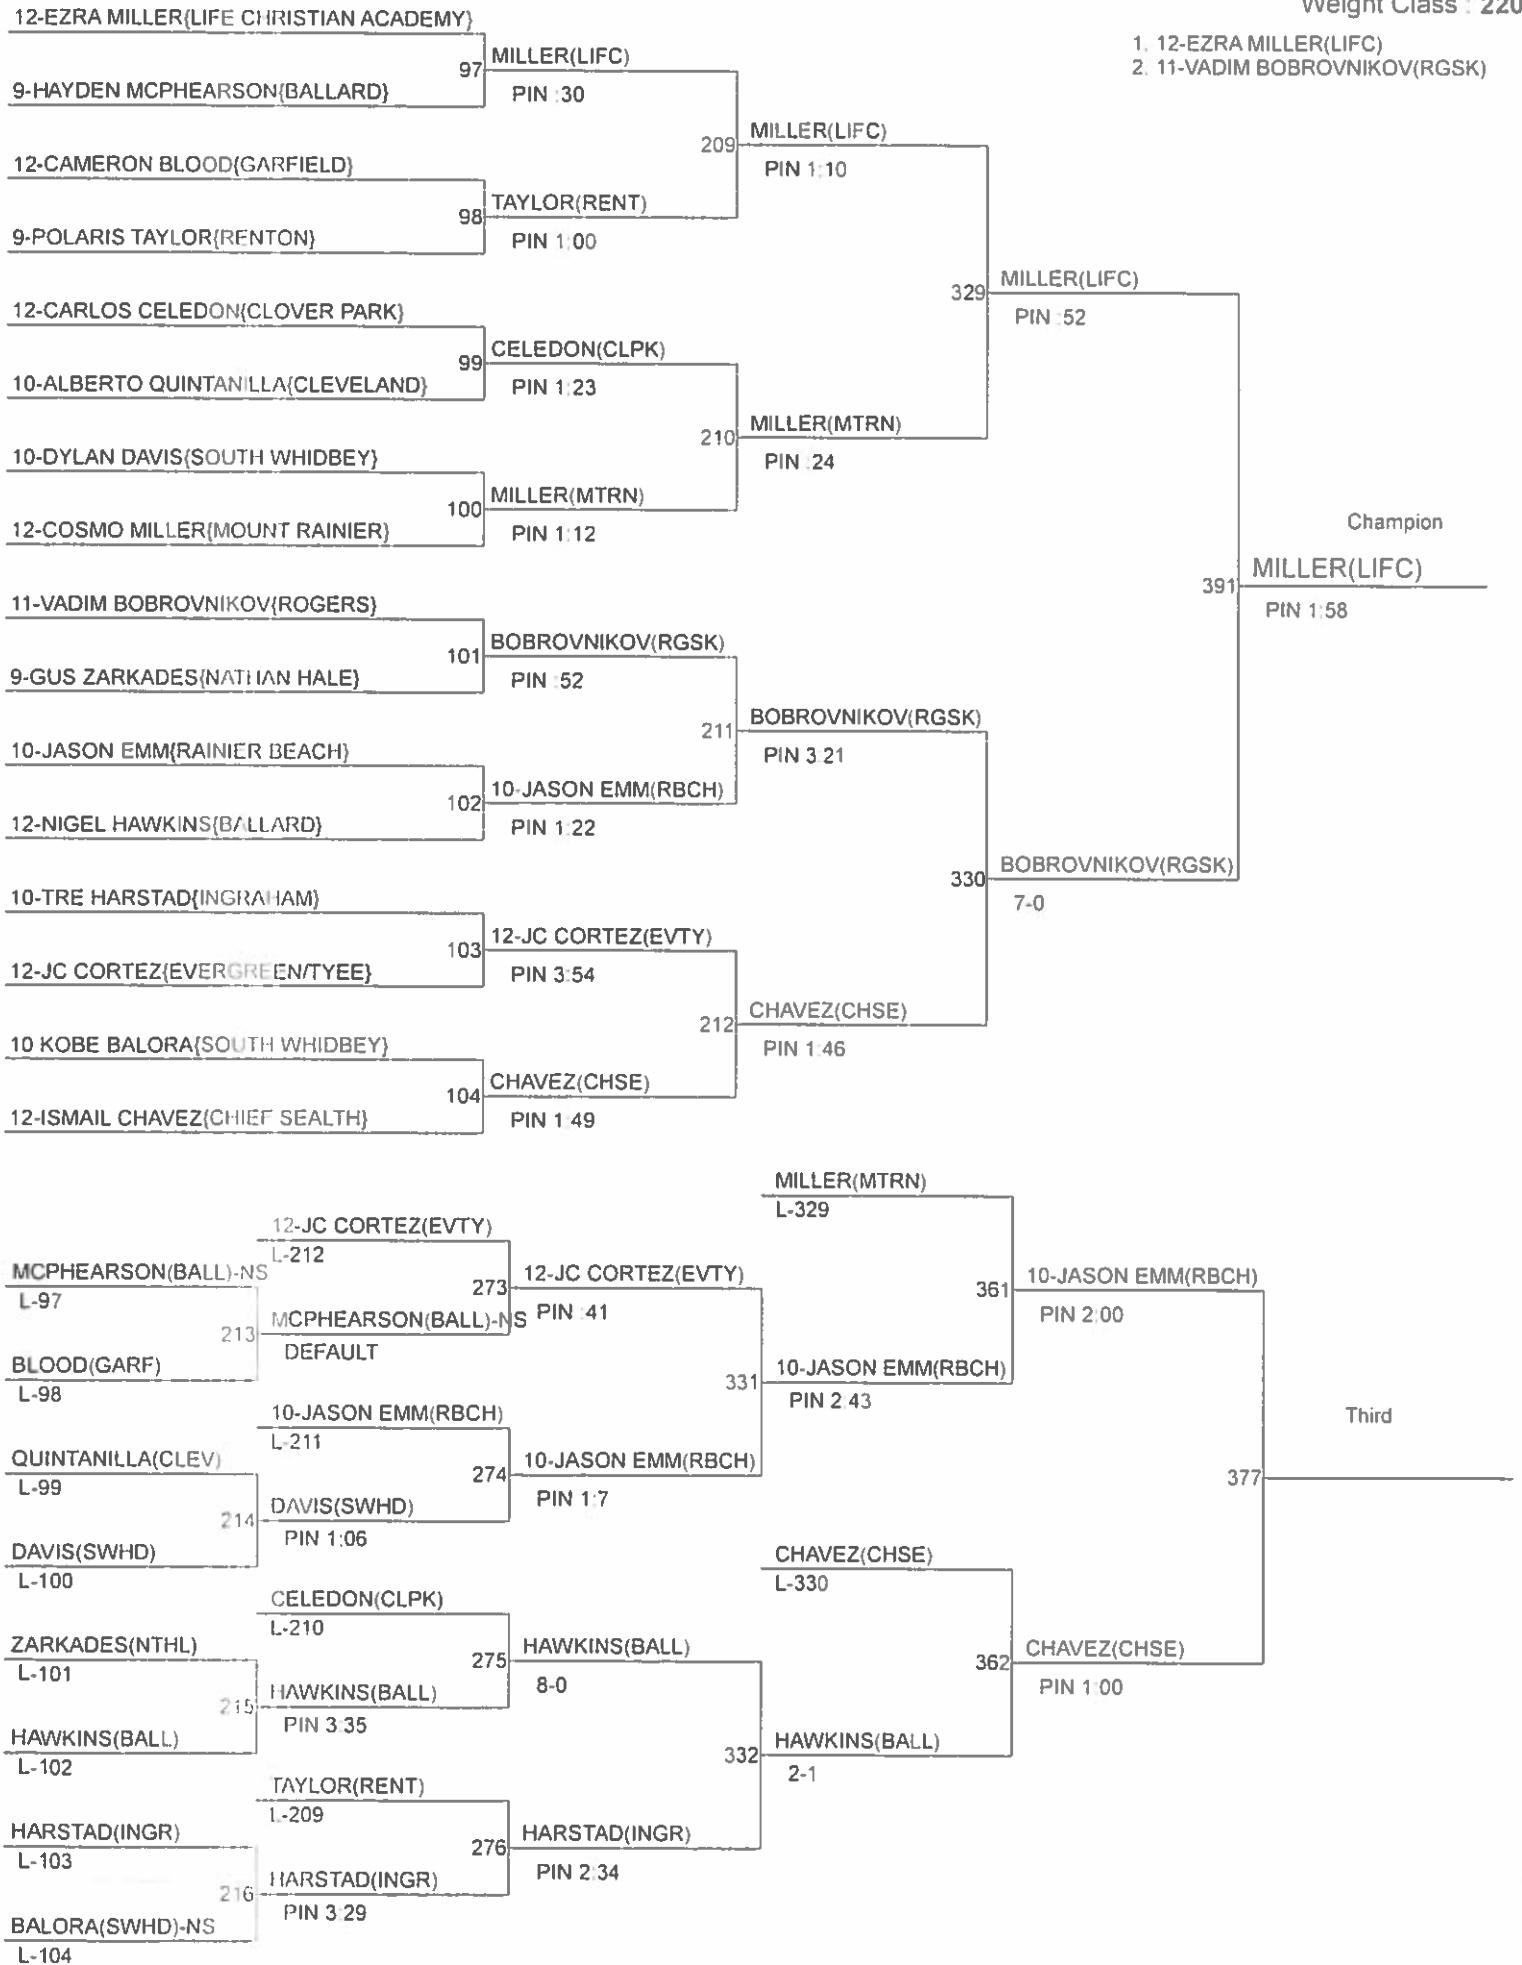 Weight Class : 220
1. 12-EZRA MILLER(LIFC)
2. 11-VADIM BOBROVNIKOV(RGSK)
12-EZRA MILLER{LIFE CHRISTIAN ACADEMY}
97 MILLER(LIFC)
9-HAYDEN MCPHEARSON{BALLARD}
PIN :30
209 MILLER(LIFC)
PIN 1:10
12-CAMERON BLOOD{GARFIELD}
98 TAYLOR(RENT)
9-POLARIS TAYLOR{RENTON}
PIN 1:00
329 MILLER(LIFC)
PIN :52
12-CARLOS CELEDON{CLOVER PARK}
99 CELEDON(CLPK)
10-ALBERTO QUINTANILLA{CLEVELAND}
PIN 1:23
210 MILLER(MTRN)
PIN :24
10-DYLAN DAVIS{SOUTH WHIDBEY}
100 MILLER(MTRN)
12-COSMO MILLER{MOUNT RAINIER}
PIN 1:12
Champion
391 MILLER(LIFC)
PIN 1:58
11-VADIM BOBROVNIKOV{ROGERS}
101 BOBROVNIKOV(RGSK)
9-GUS ZARKADES{NATHAN HALE}
PIN :52
211 BOBROVNIKOV(RGSK)
PIN 3:21
10-JASON EMM{RAINIER BEACH}
102 10-JASON EMM(RBCH)
12-NIGEL HAWKINS{BALLARD}
PIN 1:22
330 BOBROVNIKOV(RGSK)
7-0
10-TRE HARSTAD{INGRAHAM}
103 12-JC CORTEZ(EVTY)
12-JC CORTEZ{EVERGREEN/TYEE}
PIN 3:54
212 CHAVEZ(CHSE)
PIN 1:46
10 KOBE BALORA{SOUTH WHIDBEY}
104 CHAVEZ(CHSE)
12-ISMAIL CHAVEZ{CHIEF SEALTH}
PIN 1:49
MILLER(MTRN)
L-329
12-JC CORTEZ(EVTY)
L-212
MCPHEARSON(BALL)-NS
L-97
273 12-JC CORTEZ(EVTY)
PIN :41
361 10-JASON EMM(RBCH)
PIN 2:00
213 MCPHEARSON(BALL)-NS
DEFAULT
BLOOD(GARF)
L-98
331 10-JASON EMM(RBCH)
PIN 2:43
10-JASON EMM(RBCH)
L-211
Third
QUINTANILLA(CLEV)
L-99
274 10-JASON EMM(RBCH)
PIN 1:7
377
214 DAVIS(SWHD)
PIN 1:06
DAVIS(SWHD)
L-100
CHAVEZ(CHSE)
L-330
CELEDON(CLPK)
L-210
ZARKADES(NTHL)
L-101
275 HAWKINS(BALL)
8-0
362 CHAVEZ(CHSE)
PIN 1:00
215 HAWKINS(BALL)
PIN 3:35
HAWKINS(BALL)
L-102
332 HAWKINS(BALL)
2-1
TAYLOR(RENT)
L-209
HARSTAD(INGR)
L-103
276 HARSTAD(INGR)
PIN 2:34
216 HARSTAD(INGR)
PIN 3:29
BALORA(SWHD)-NS
L-104